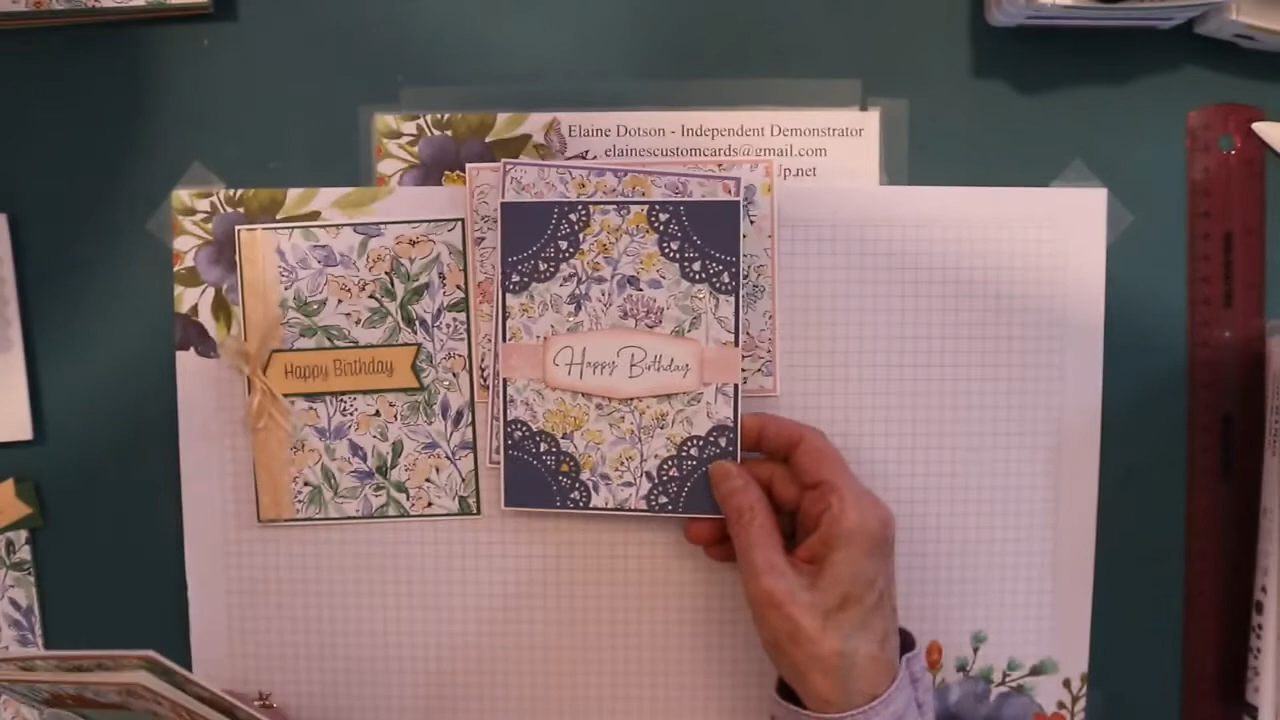 Elaine Dotson - Independent Demonstrator
elainescustomcards@gmail.com
Happy Birthday
Happy Birthday